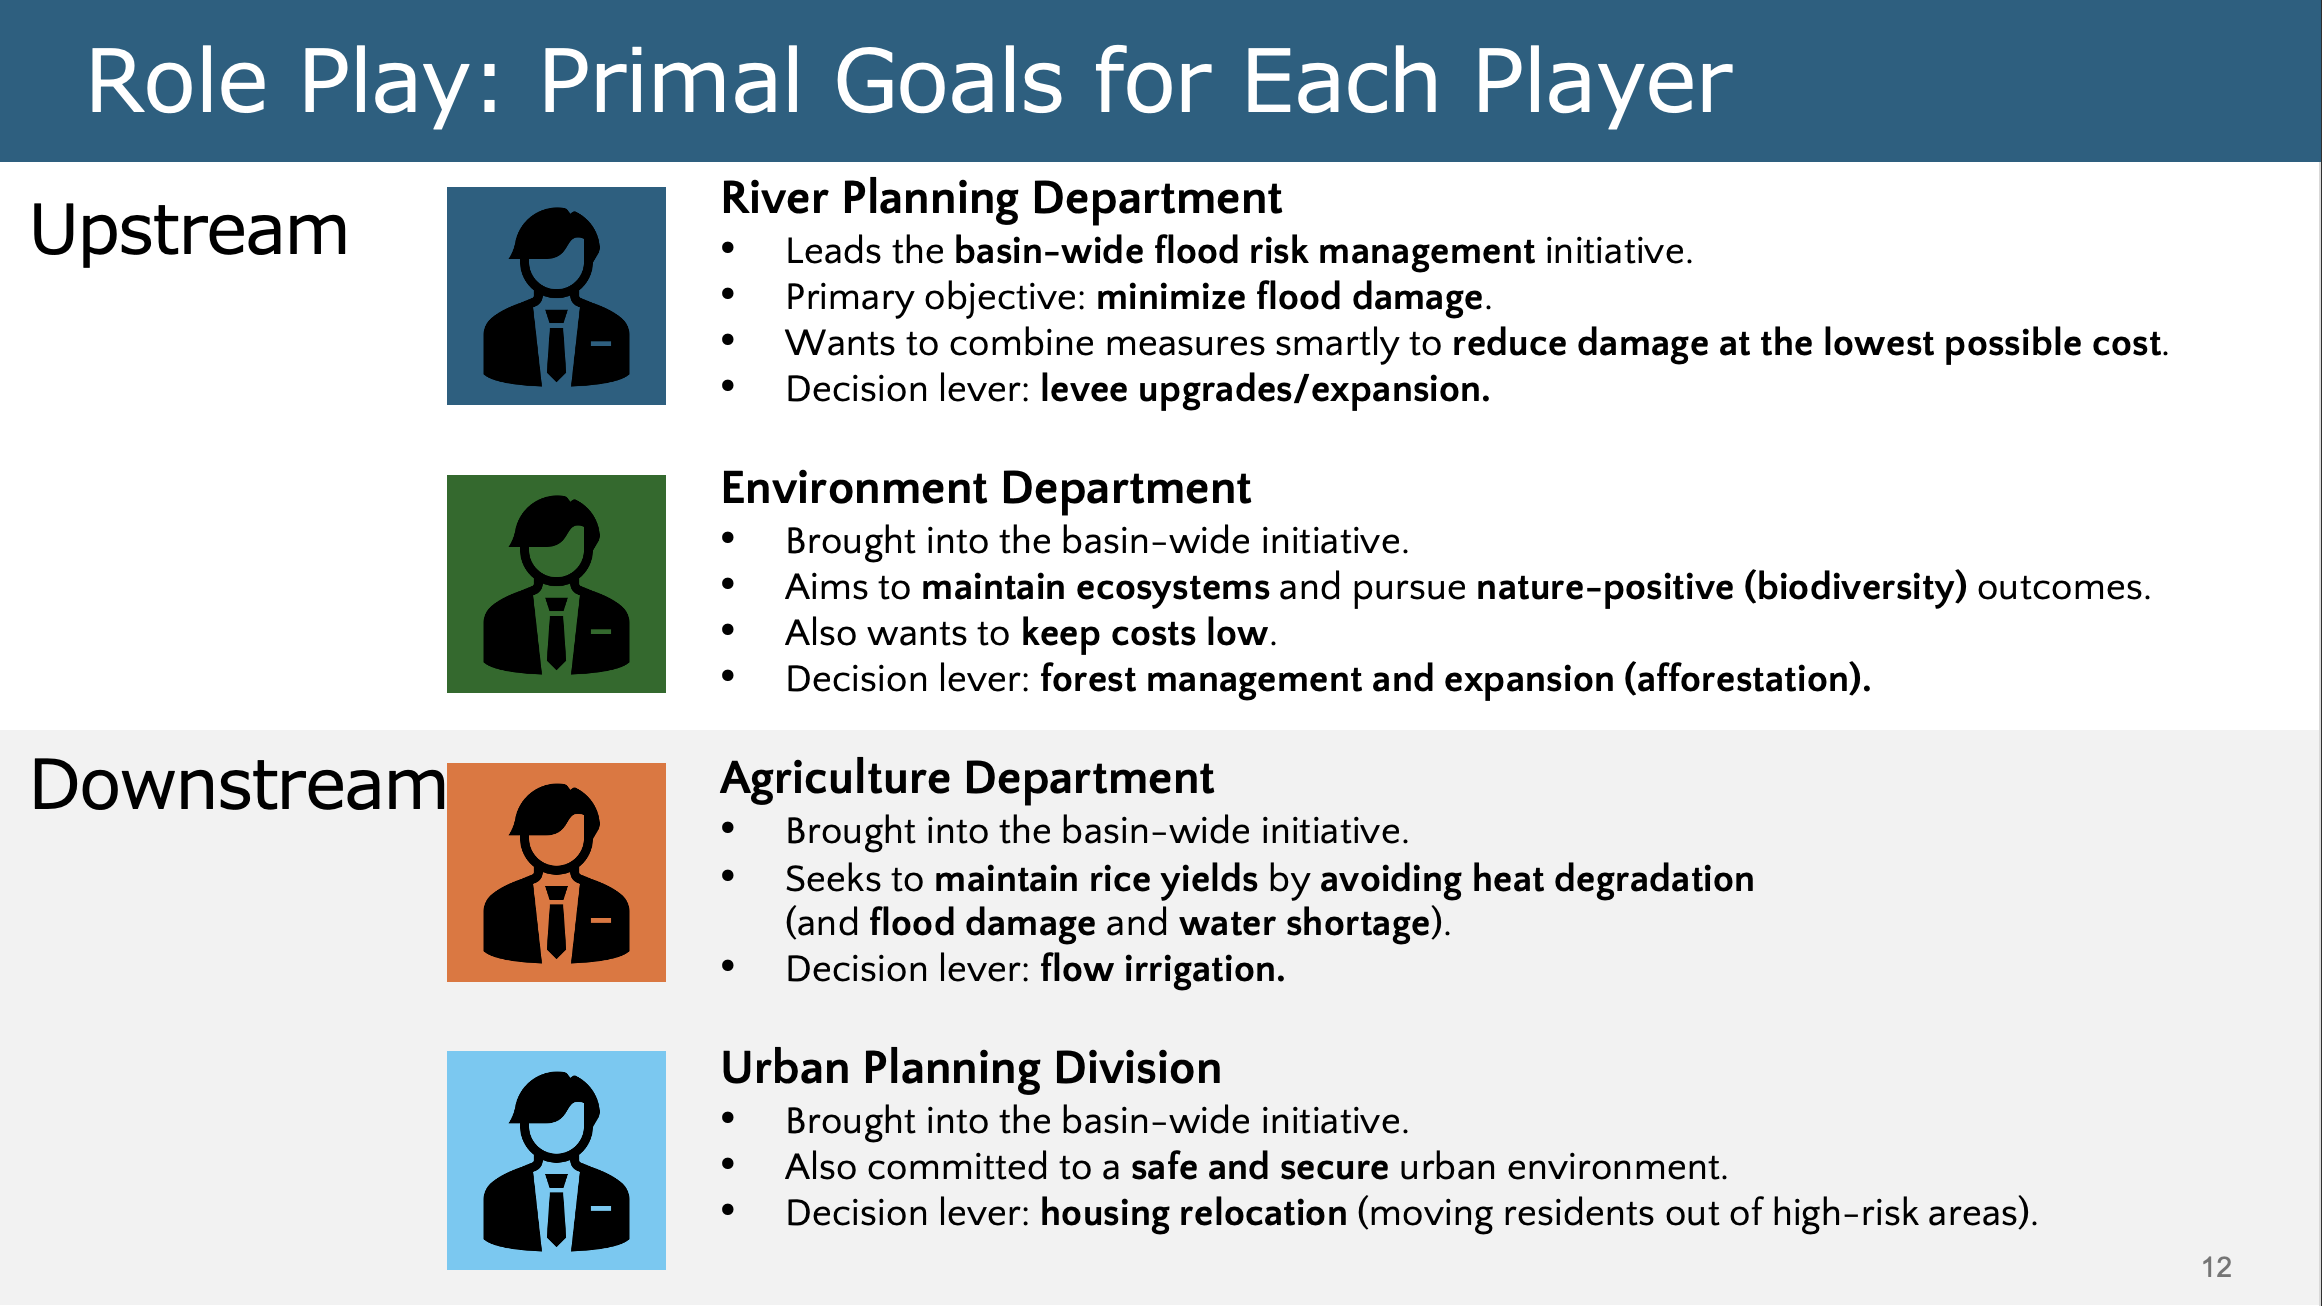 Role Play: Primal Goals for Each Player
Upstream
River Planning Department
• Leads the basin-wide flood risk management initiative.
• Primary objective: minimize flood damage.
• Wants to combine measures smartly to reduce damage at the lowest possible cost.
• Decision lever: levee upgrades/expansion.
Environment Department
• Brought into the basin-wide initiative.
• Aims to maintain ecosystems and pursue nature-positive (biodiversity) outcomes.
• Also wants to keep costs low.
• Decision lever: forest management and expansion (afforestation).
Downstream
Agriculture Department
• Brought into the basin-wide initiative.
• Seeks to maintain rice yields by avoiding heat degradation
(and flood damage and water shortage).
• Decision lever: flow irrigation.
Urban Planning Division
• Brought into the basin-wide initiative.
• Also committed to a safe and secure urban environment.
• Decision lever: housing relocation (moving residents out of high-risk areas).
12